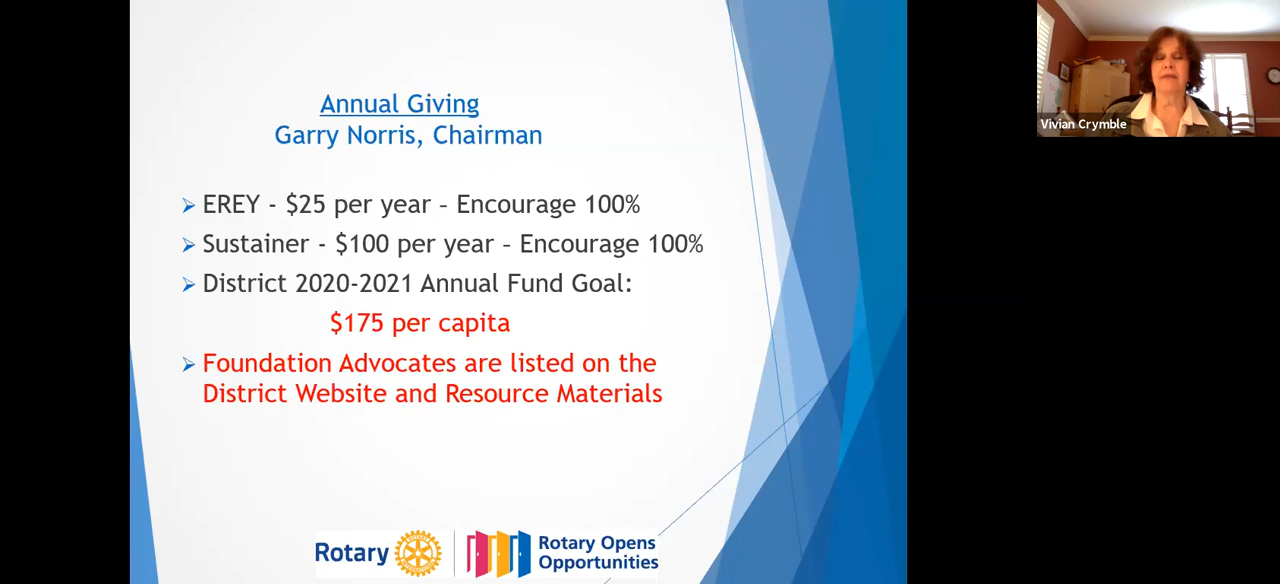 Annual Giving
Garry Norris, Chairman
➢ EREY - $25 per year – Encourage 100%
➢ Sustainer - $100 per year – Encourage 100%
➢ District 2020-2021 Annual Fund Goal:
$175 per capita
➢ Foundation Advocates are listed on the
District Website and Resource Materials
Rotary
Rotary Opens
Opportunities
Vivian Crymble